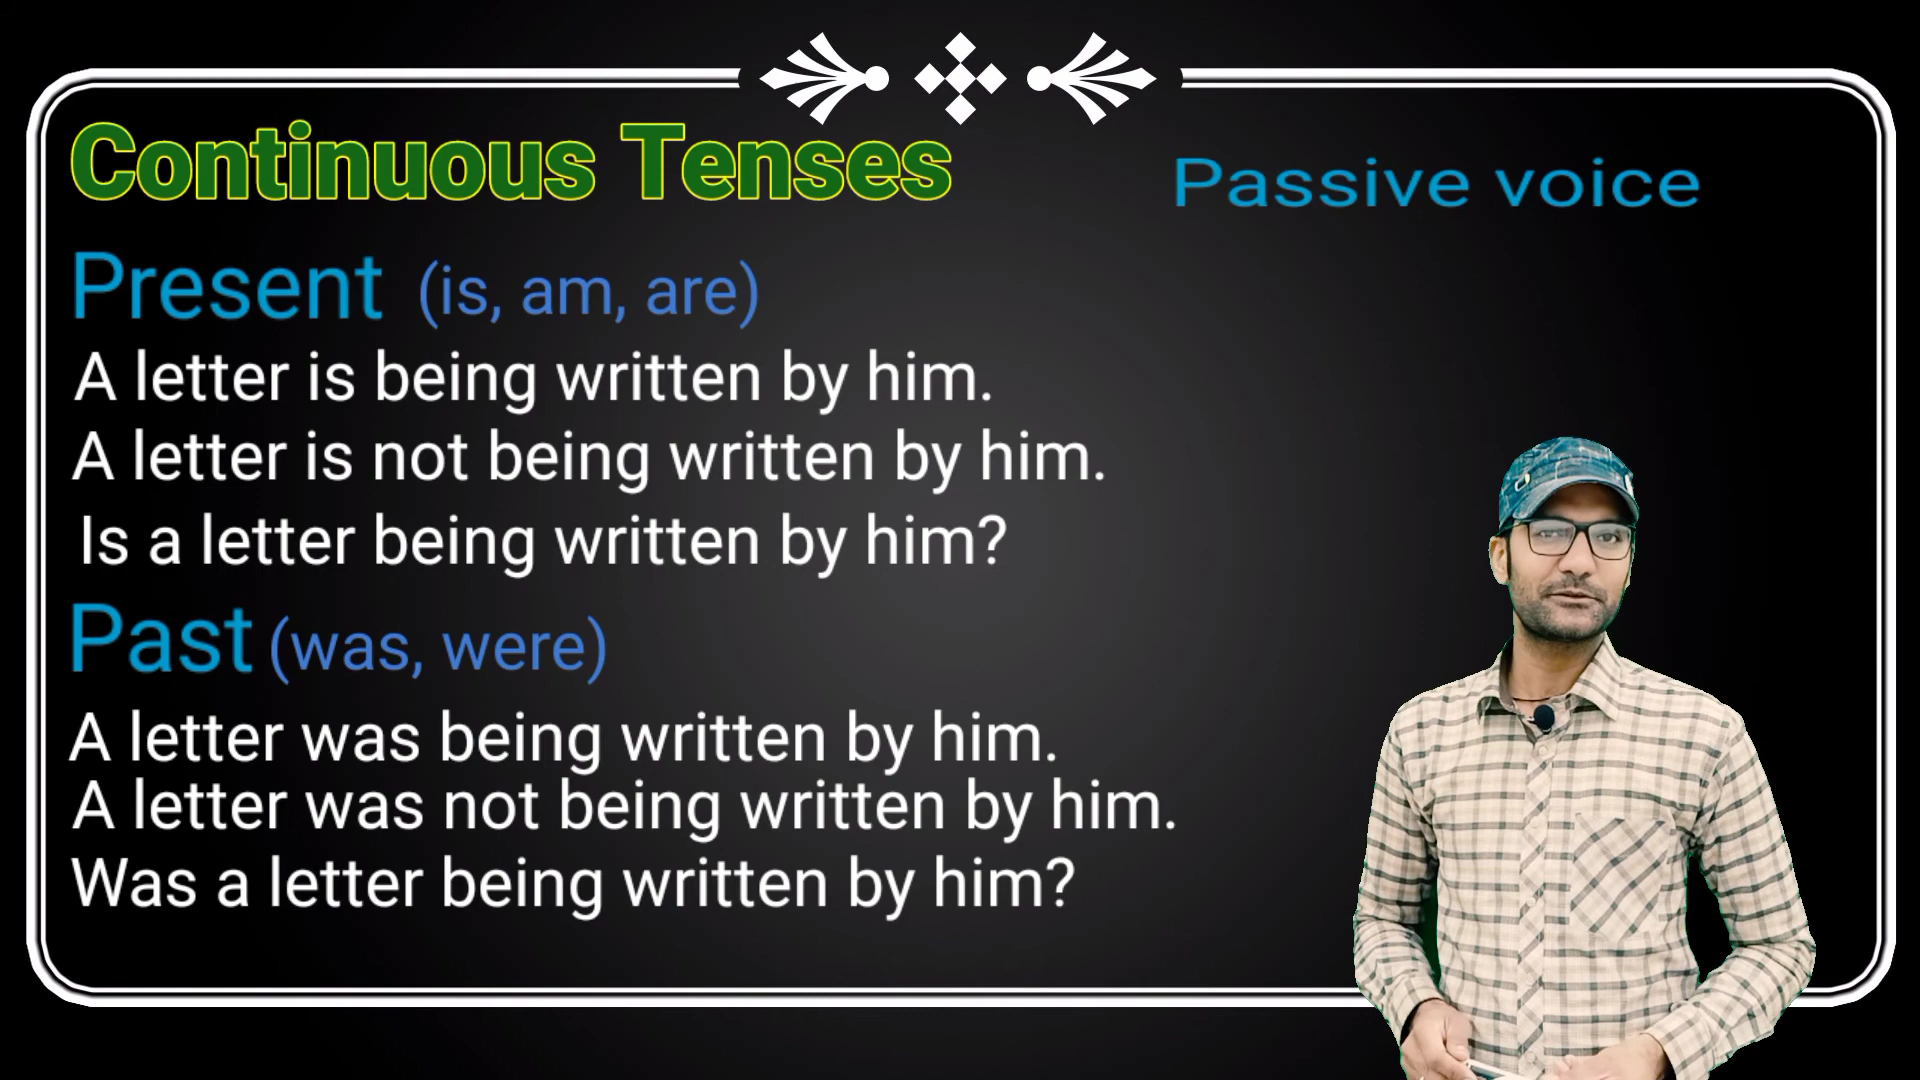 Continuous Tenses
Passive voice
Present (is, am, are)
A letter is being written by him.
A letter is not being written by him.
Is a letter being written by him?
Past (was, were)
A letter was being written by him.
A letter was not being written by him.
Was a letter being written by him?